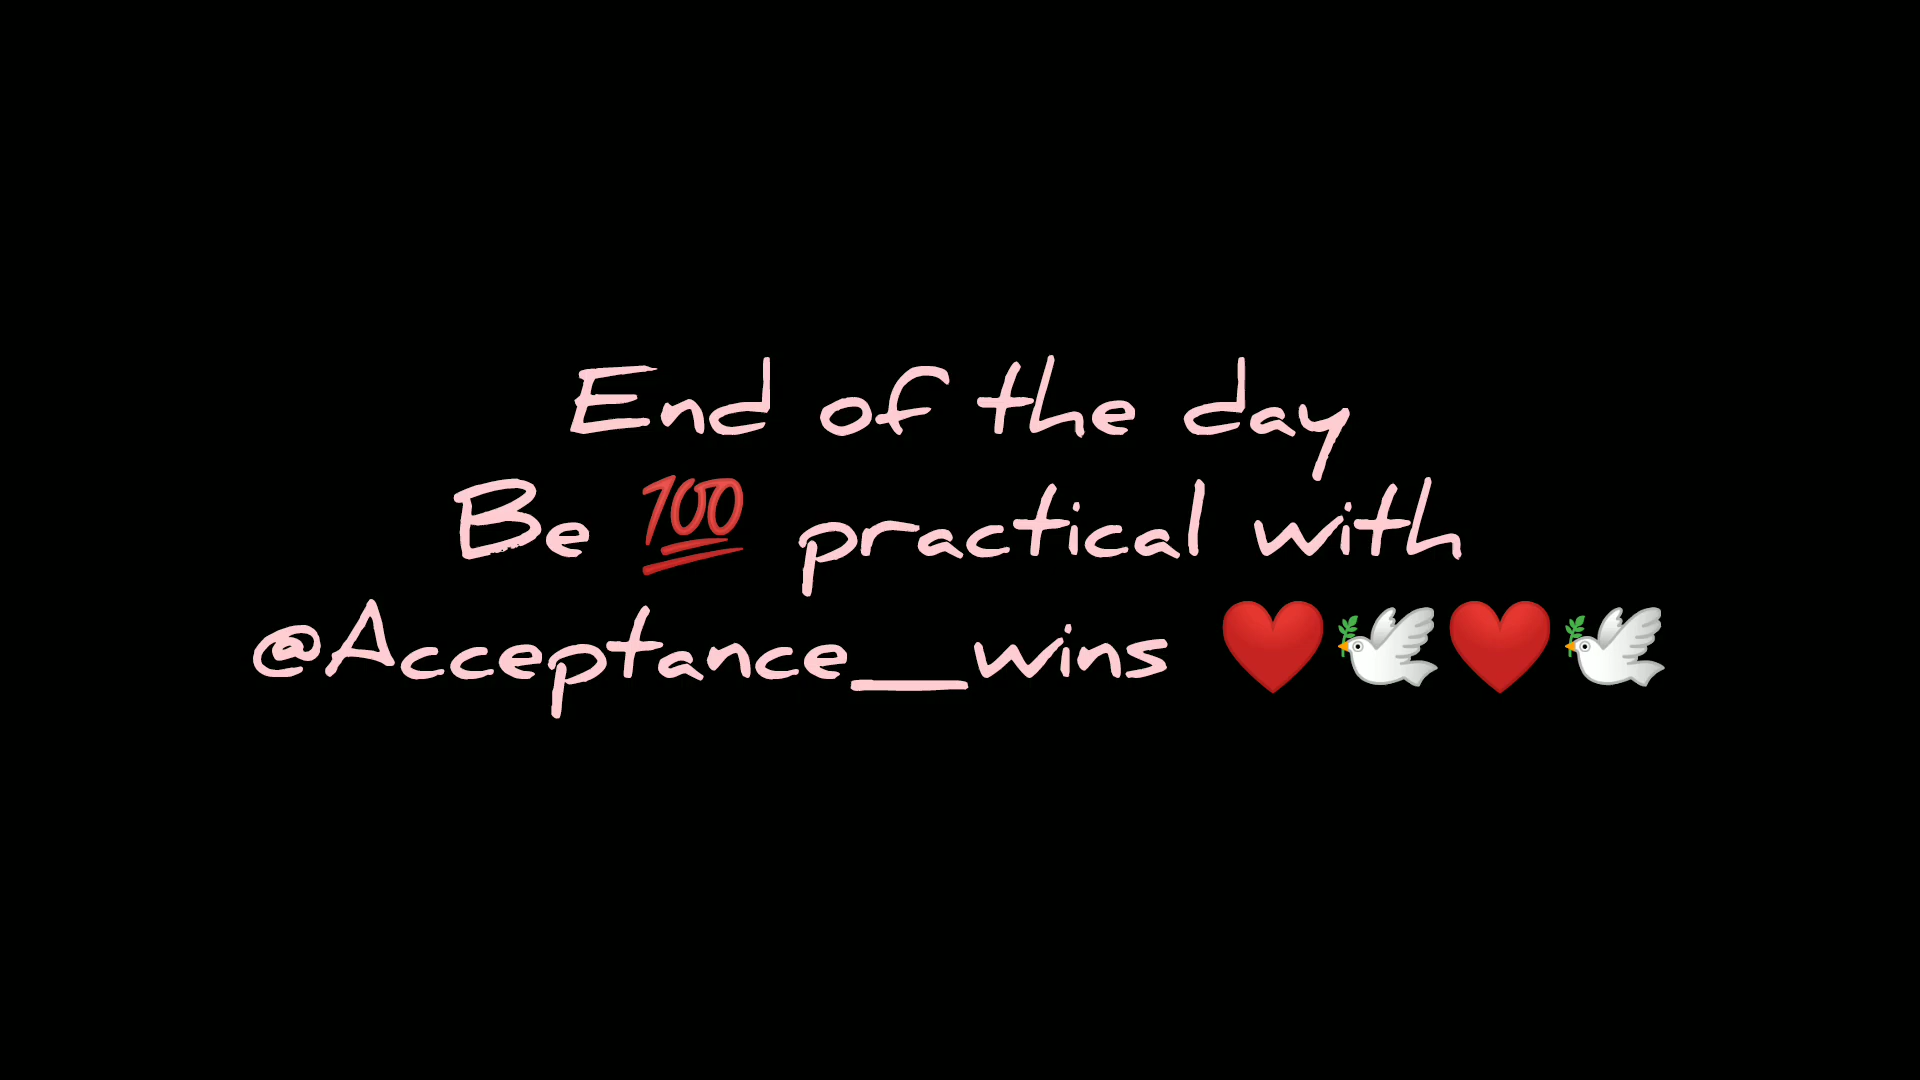 End of the day
Be 💯 practical with
@Acceptance__wins ❤️🕊️❤️🕊️